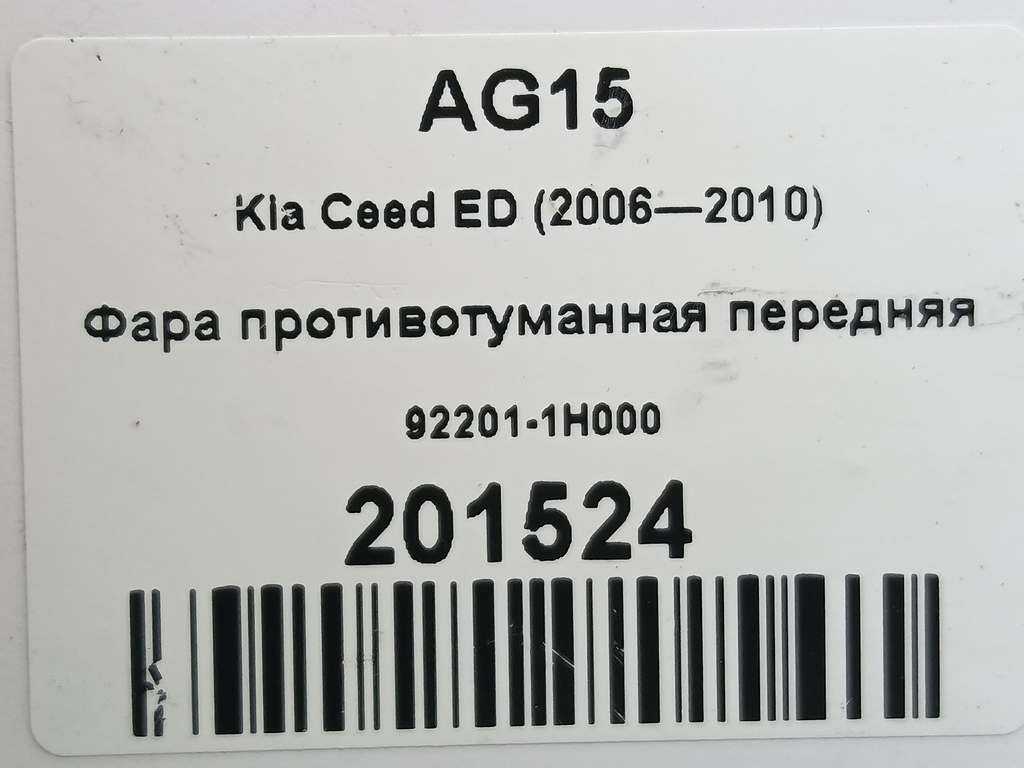 AG15
Kia Ceed ED (2006—2010)
Фара противотуманная передняя
92201-1H000
201524